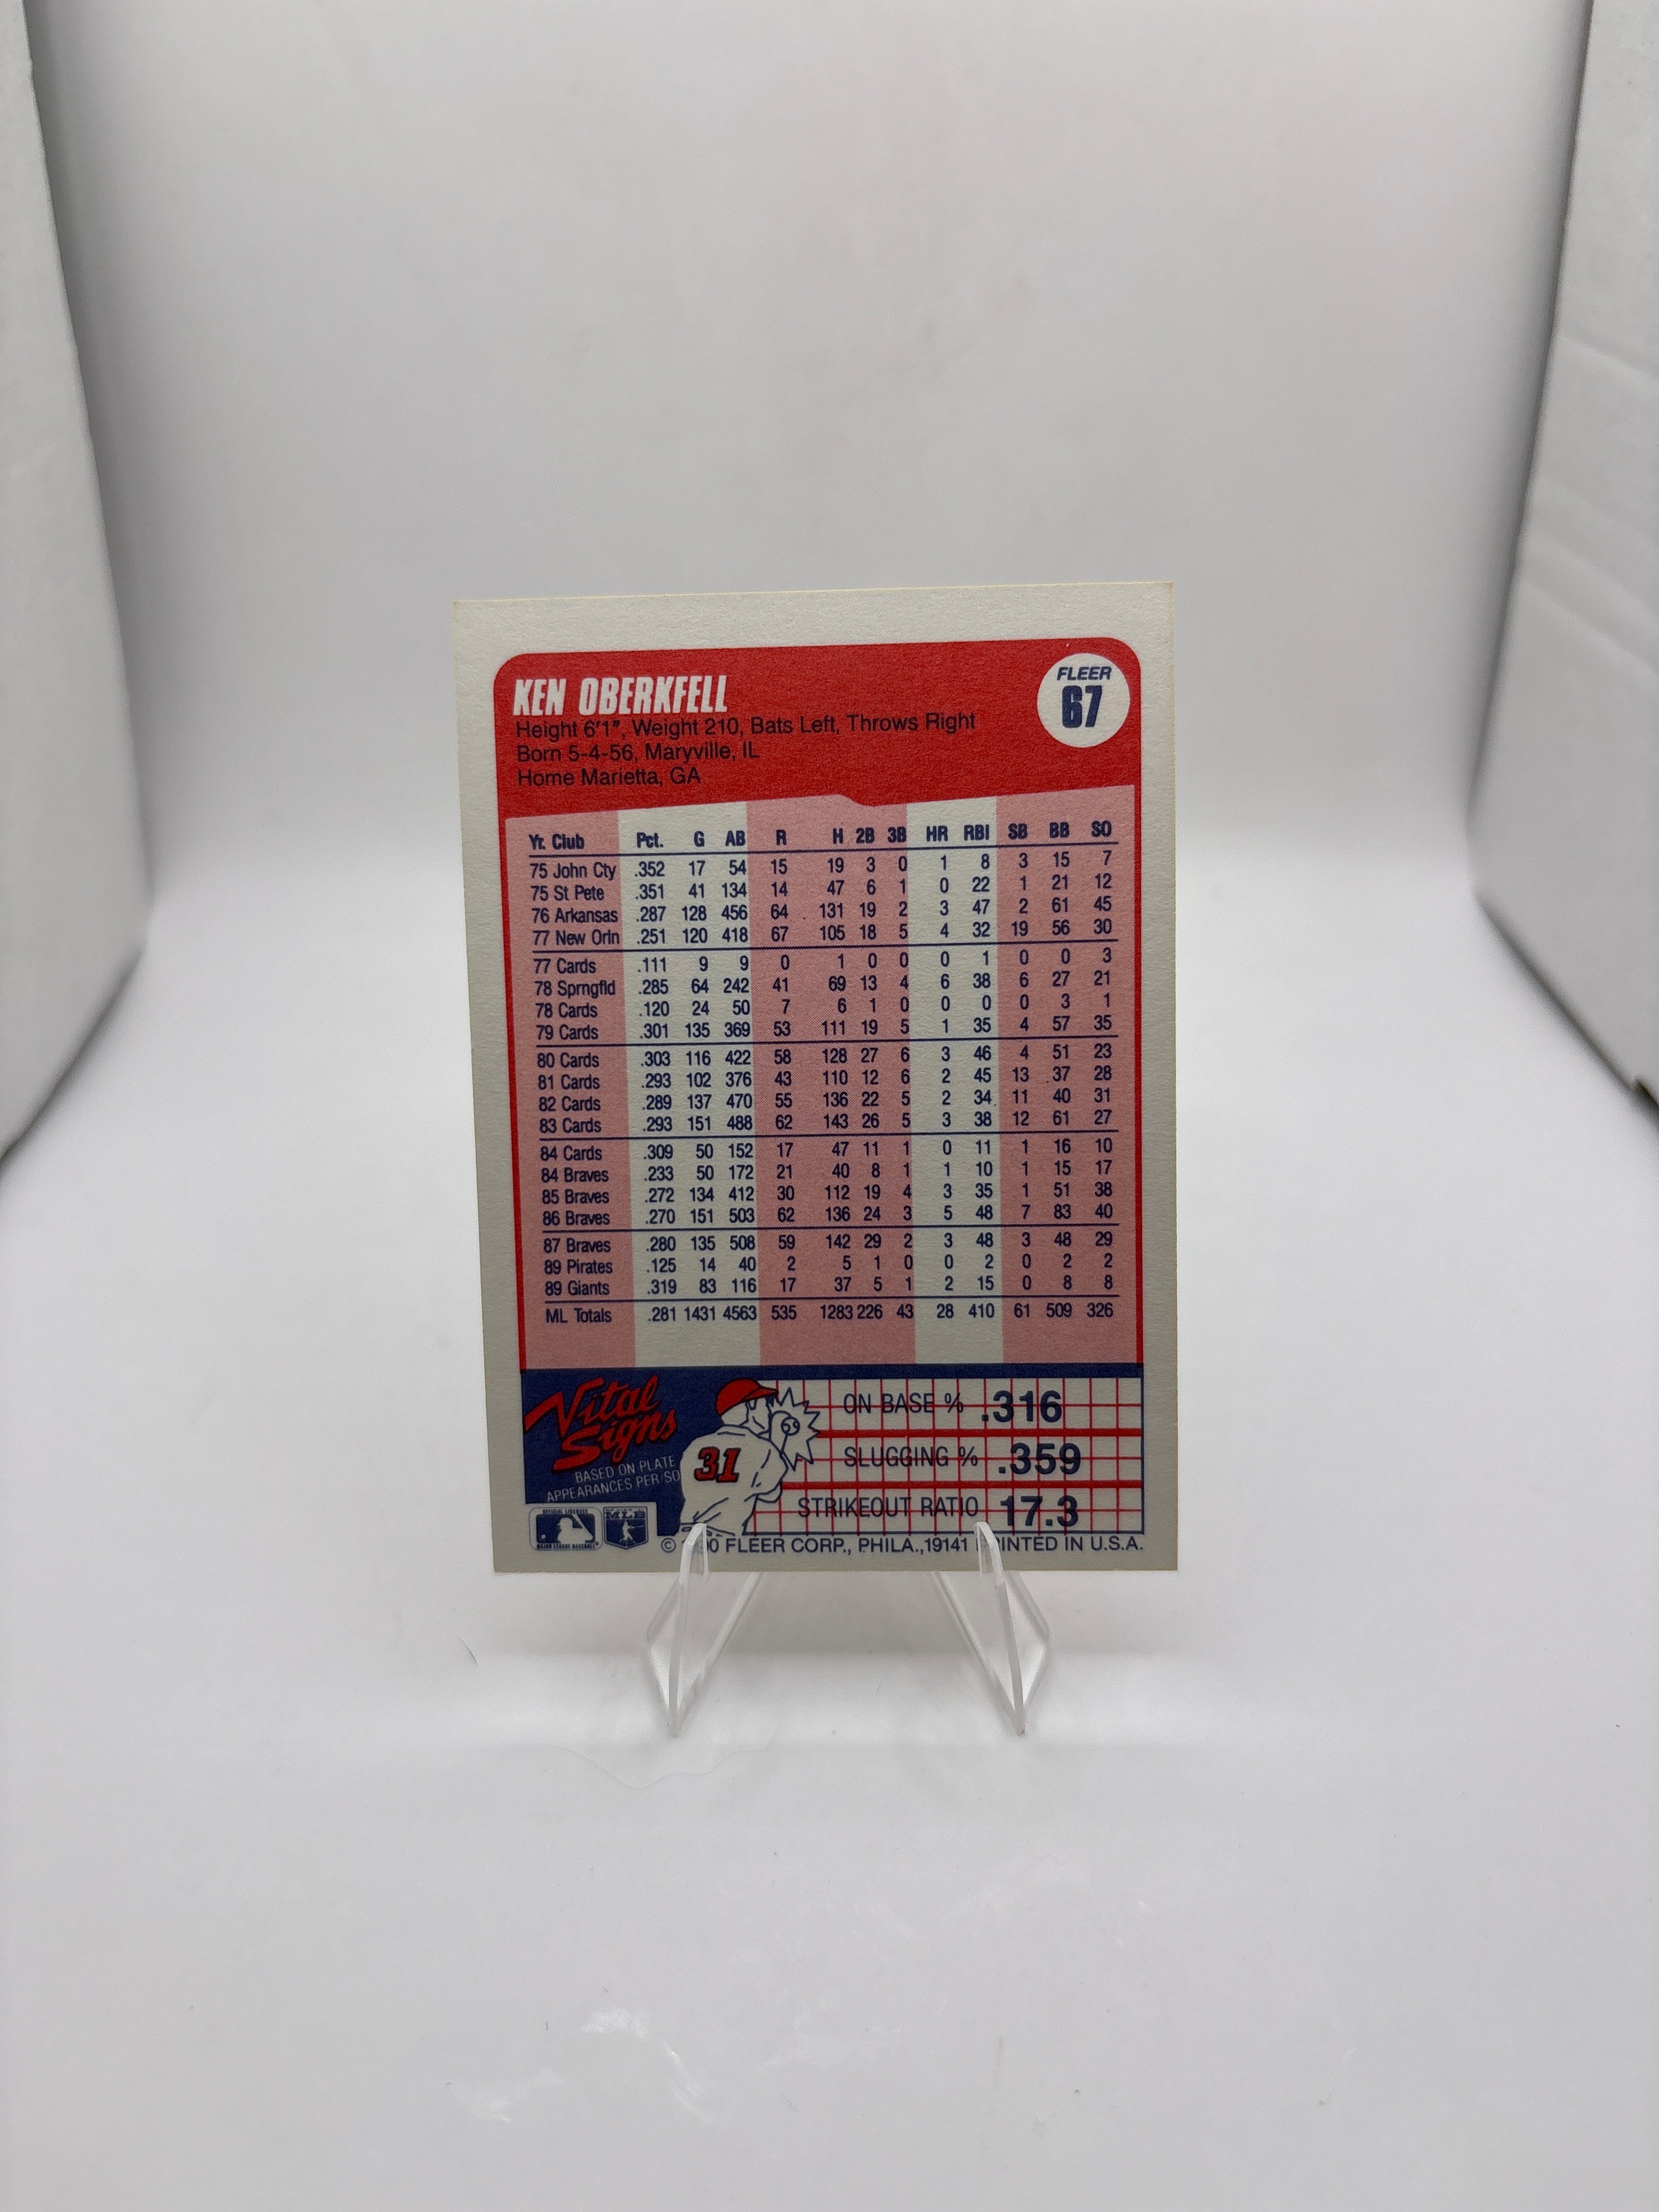 KEN OBERKFELL
FLEER
67
Height 6'1", Weight 210, Bats Left, Throws Right
Born 5-4-56, Maryville, IL
Home Marietta, GA
Yr. Club Pct. G AB R H 2B 3B HR RBI SB BB SO
75 John Cty .352 17 54 15 19 3 0 1 8 3 15 7
75 St Pete .351 41 134 14 47 6 1 0 22 1 21 12
76 Arkansas .287 128 456 64 131 19 2 3 47 2 61 45
77 New Orln .251 120 418 67 105 18 5 4 32 19 56 30
77 Cards .111 9 9 0 1 0 0 0 1 0 0 3
78 Sprngfld .285 64 242 41 69 13 4 6 38 6 27 21
78 Cards .120 24 50 7 6 1 0 0 0 0 3 1
79 Cards .301 135 369 53 111 19 5 1 35 4 57 35
80 Cards .303 116 422 58 128 27 6 3 46 4 51 23
81 Cards .293 102 376 43 110 12 6 2 45 13 37 28
82 Cards .289 137 470 55 136 22 5 2 34 11 40 31
83 Cards .293 151 488 62 143 26 5 3 38 12 61 27
84 Cards .309 50 152 17 47 11 1 0 11 1 16 10
84 Braves .233 50 172 21 40 8 1 1 10 1 15 17
85 Braves .272 134 412 30 112 19 4 3 35 1 51 38
86 Braves .270 151 503 62 136 24 3 5 48 7 83 40
87 Braves .280 135 508 59 142 29 2 3 48 3 48 29
89 Pirates .125 14 40 2 5 1 0 0 2 0 2 2
89 Giants .319 83 116 17 37 5 1 2 15 0 8 8
ML Totals .281 1431 4563 535 1283 226 43 28 410 61 509 326
Vital
Signs
BASED ON PLATE
APPEARANCES PER/SO
31
ON BASE % .316
SLUGGING % .359
STRIKEOUT RATIO 17.3
MLB
© FLEER CORP., PHILA.,19141 PRINTED IN U.S.A.